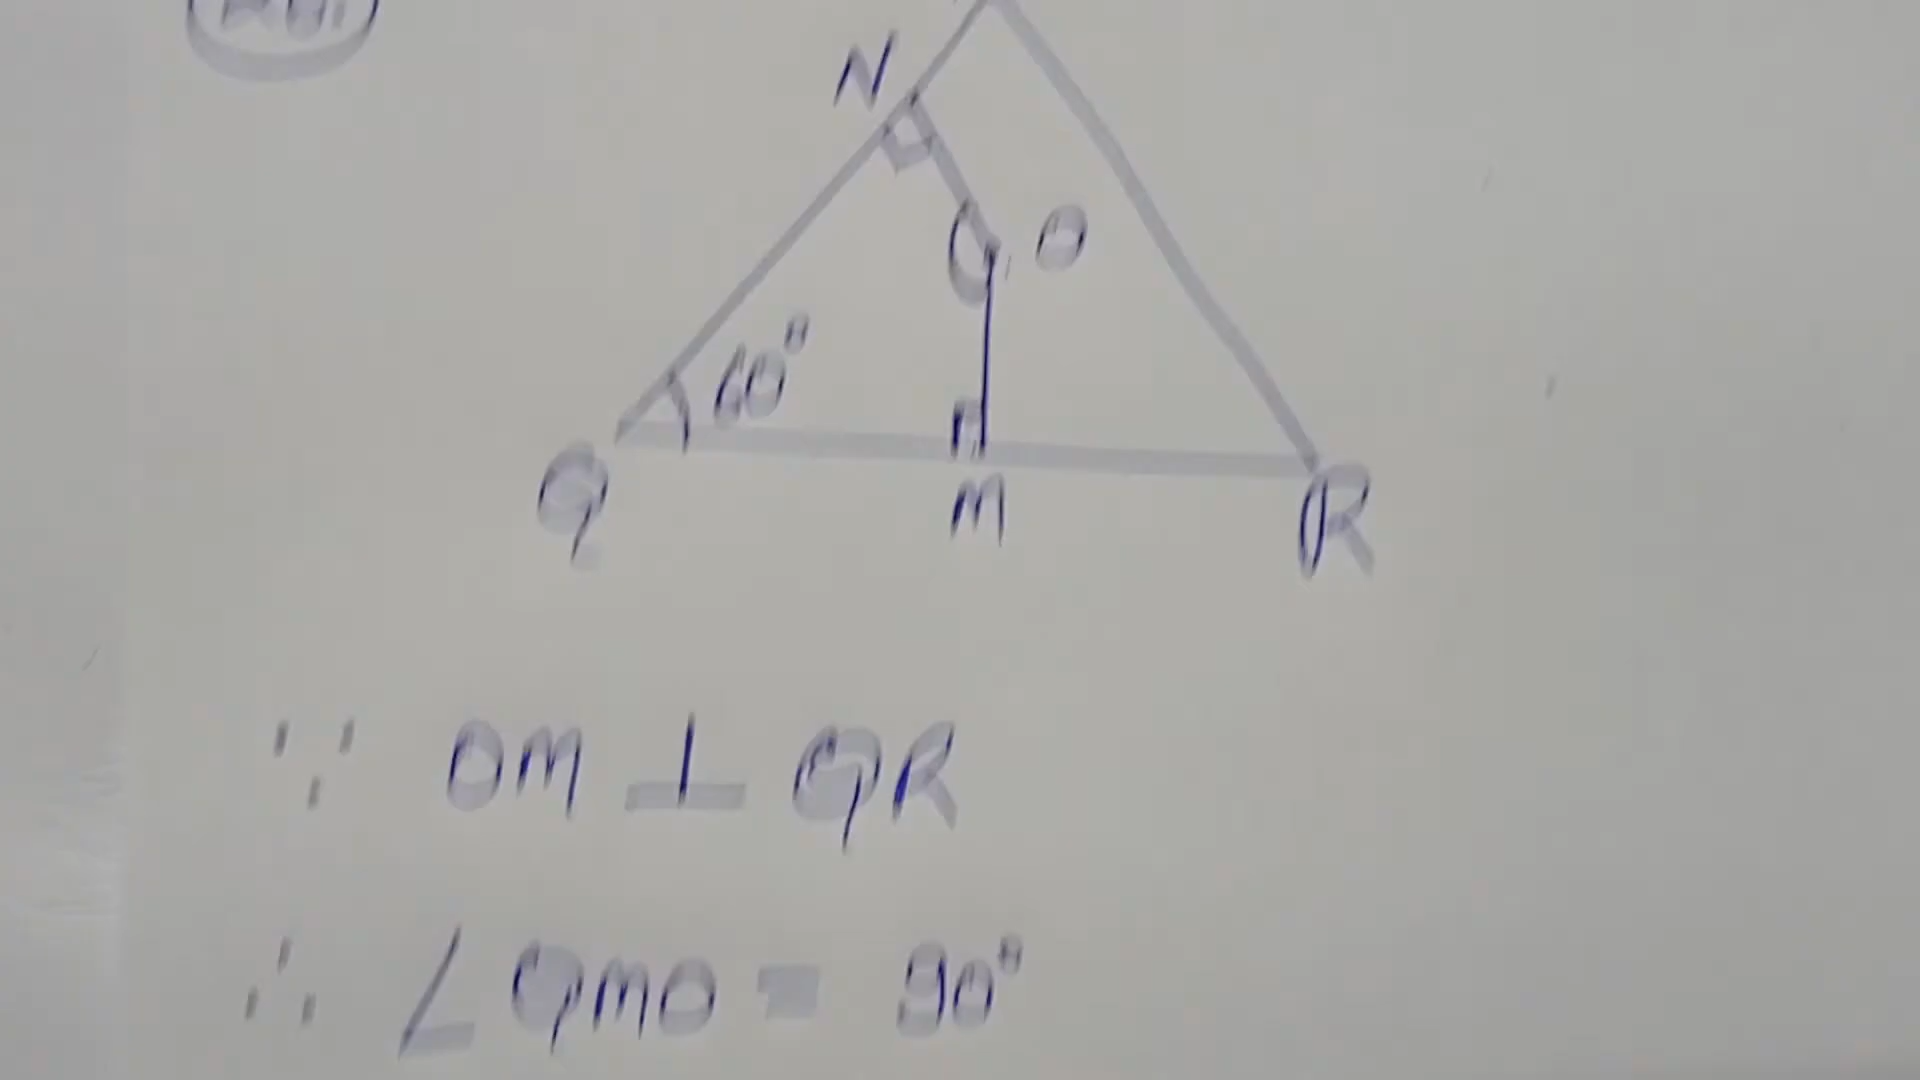 N
O
60°
Q M R
∵ OM ⊥ QR
∴ ∠QMO = 90°